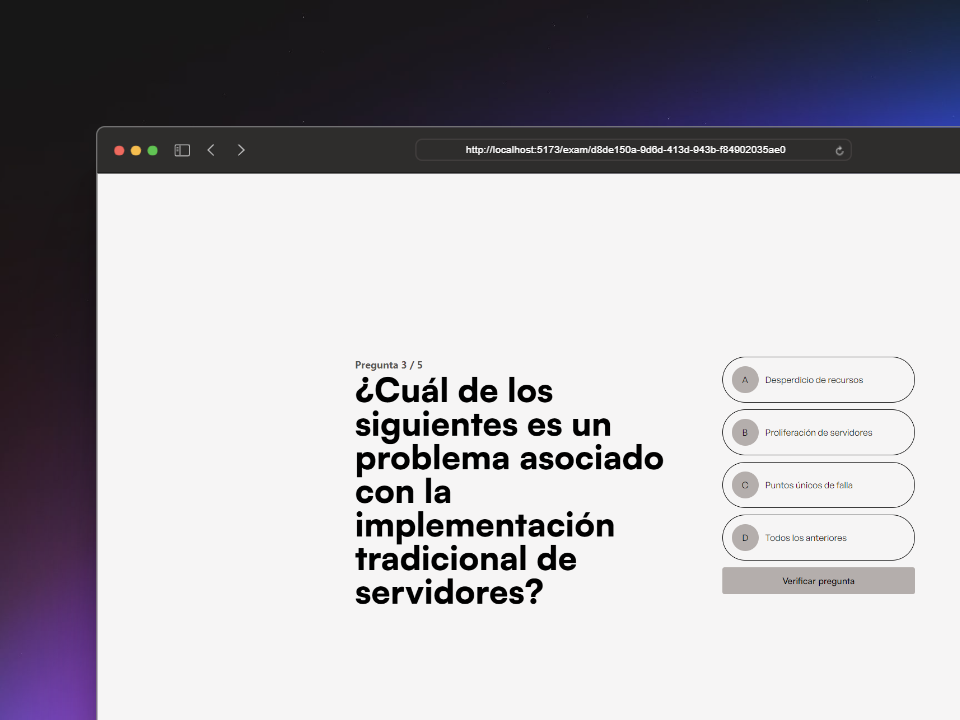 http://localhost:5173/exam/d8de150a-9d6d-413d-943b-f84902035ae0
Pregunta 3 / 5
¿Cuál de los
siguientes es un
problema asociado
con la
implementación
tradicional de
servidores?
A Desperdicio de recursos
B Proliferación de servidores
C Puntos únicos de falla
D Todos los anteriores
Verificar pregunta